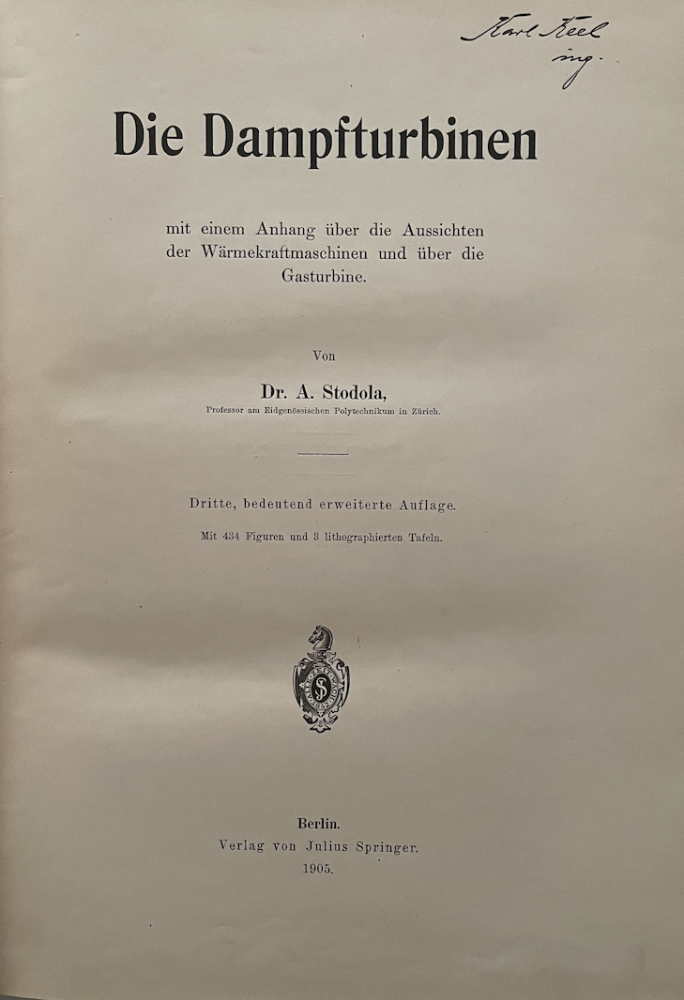 Karl Keel
ing.
Die Dampfturbinen
mit einem Anhang über die Aussichten
der Wärmekraftmaschinen und über die
Gasturbine.
Von
Dr. A. Stodola,
Professor am Eidgenössischen Polytechnikum in Zürich.
Dritte, bedeutend erweiterte Auflage.
Mit 434 Figuren und 3 lithographierten Tafeln.
Berlin.
Verlag von Julius Springer.
1905.